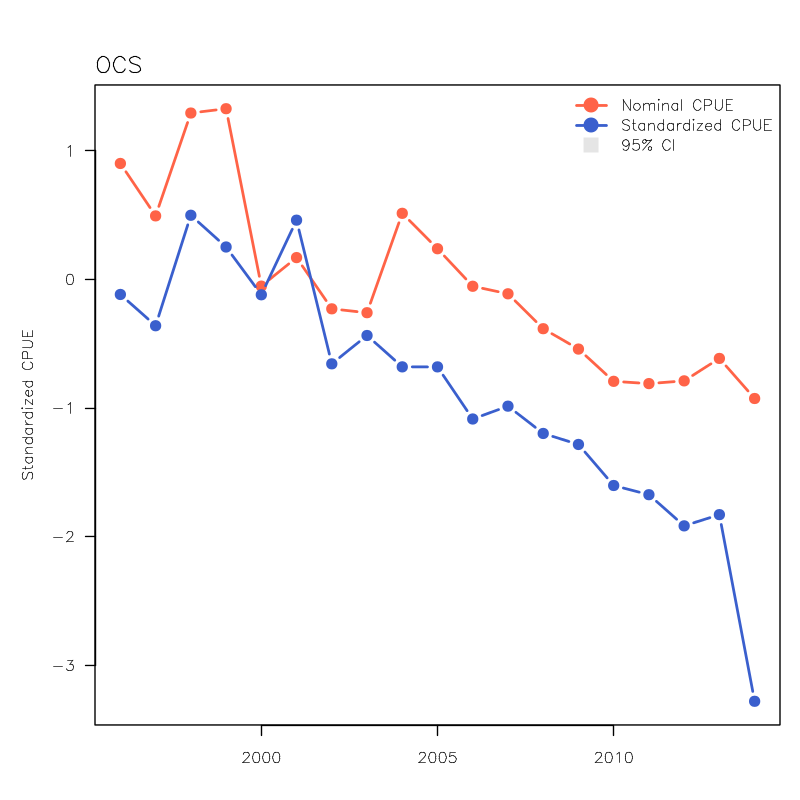 OCS
Nominal CPUE
Standardized CPUE
95% CI
1
0
-1
-2
-3
Standardized CPUE
2000
2005
2010